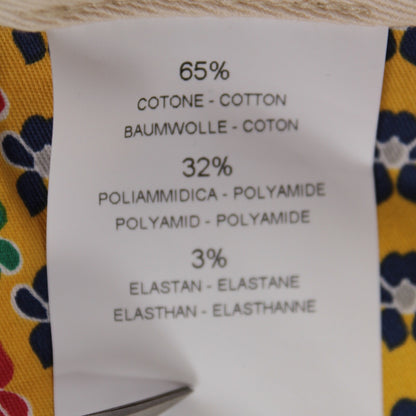 65%
COTONE - COTTON
BAUMWOLLE - COTON
32%
POLIAMMIDICA - POLYAMIDE
POLYAMID - POLYAMIDE
3%
ELASTAN - ELASTANE
ELASTHAN - ELASTHANNE